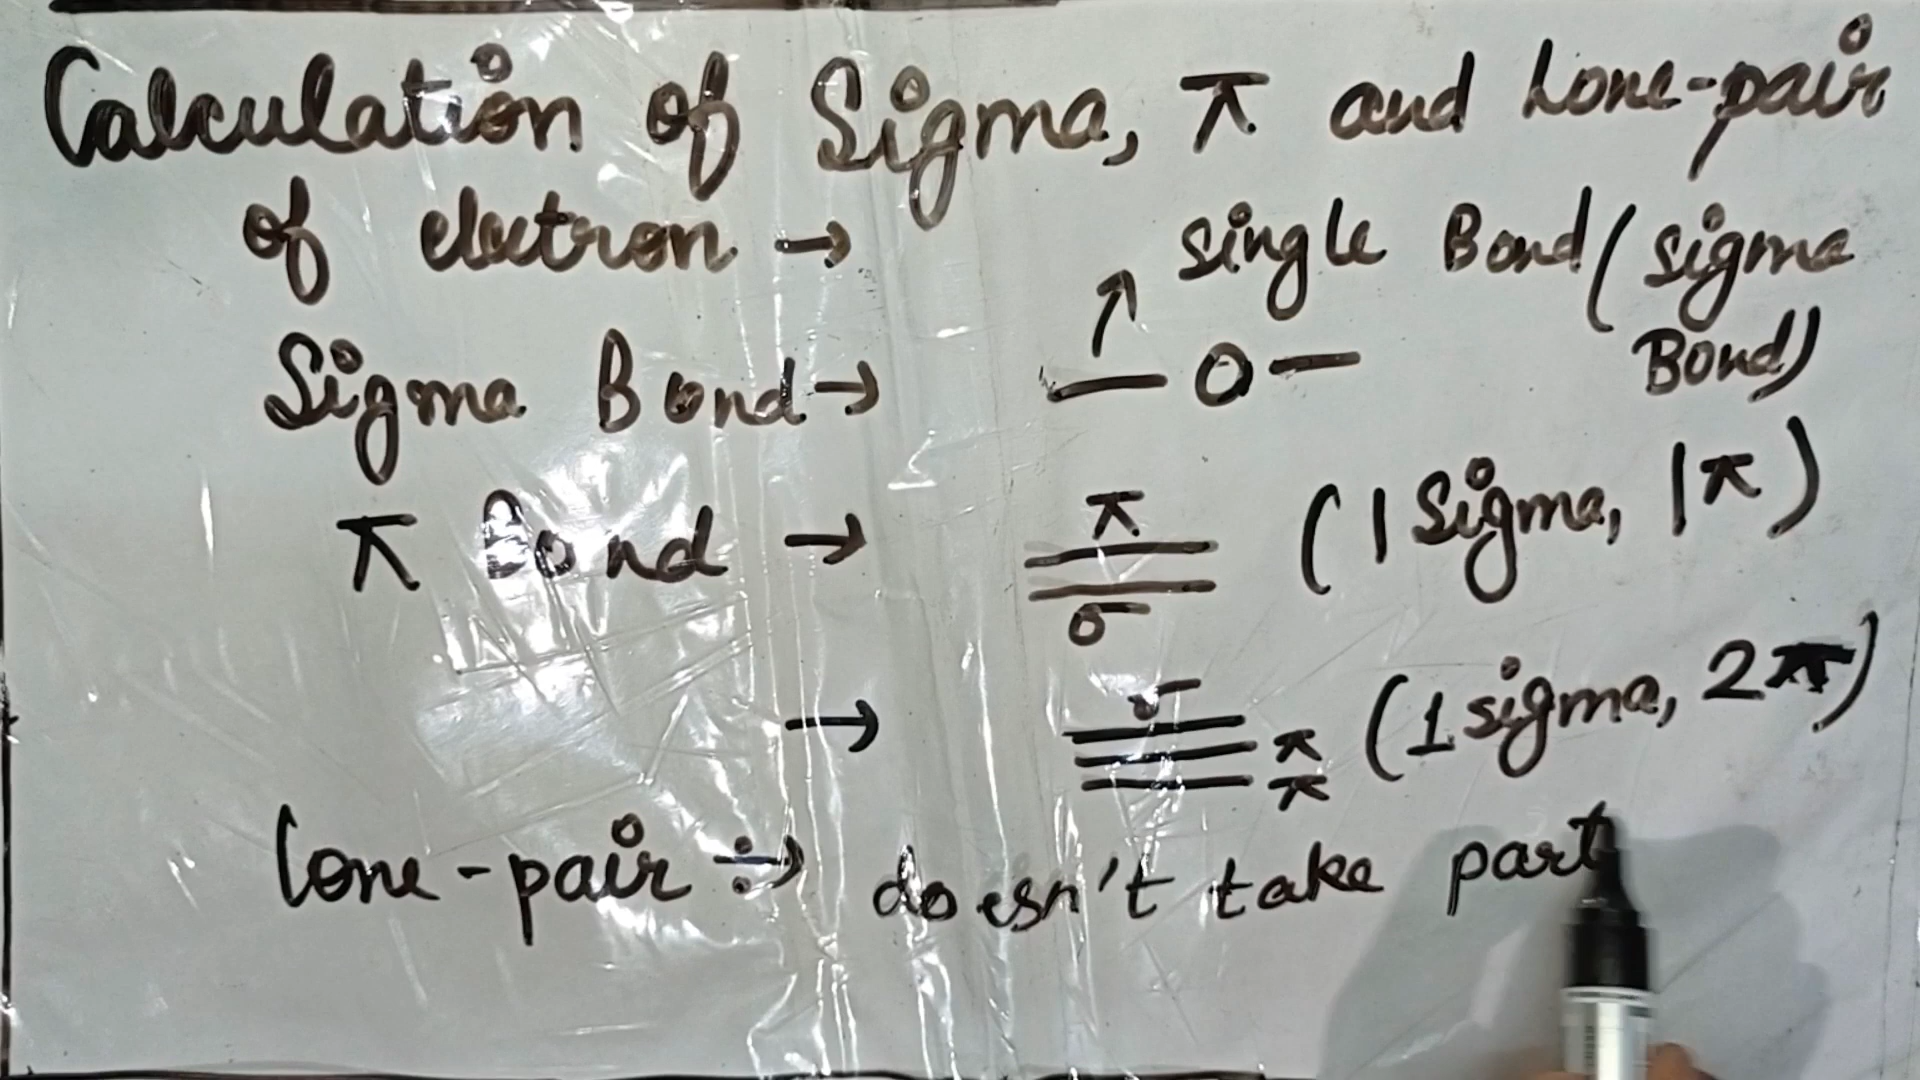 Calculation of Sigma, π and Lone-pair
of electron →
single Bond (sigma
Bond)
Sigma Bond → — O —
π Bond → π (1 Sigma, 1π)
σ
→ σ π π (1 sigma, 2π)
Lone-pair ÷→ doesn't take part